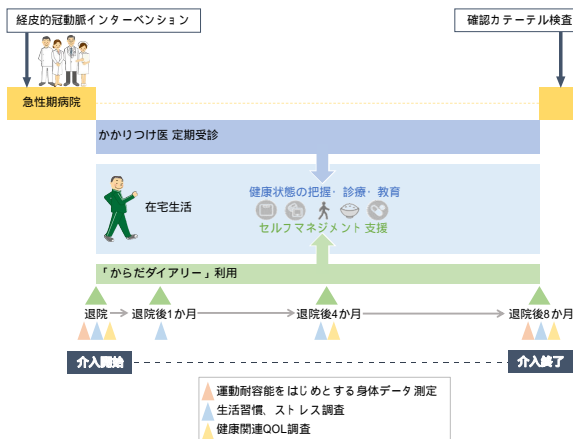 経皮的冠動脈インターベンション
確認カテーテル検査
急性期病院
かかりつけ医 定期受診
健康状態の把握・診療・教育
在宅生活
セルフマネジメント支援
「からだダイアリー」利用
退院
退院後1か月
退院後4か月
退院後8か月
介入開始
介入終了
運動耐容能をはじめとする身体データ測定
生活習慣、ストレス調査
健康関連QOL調査